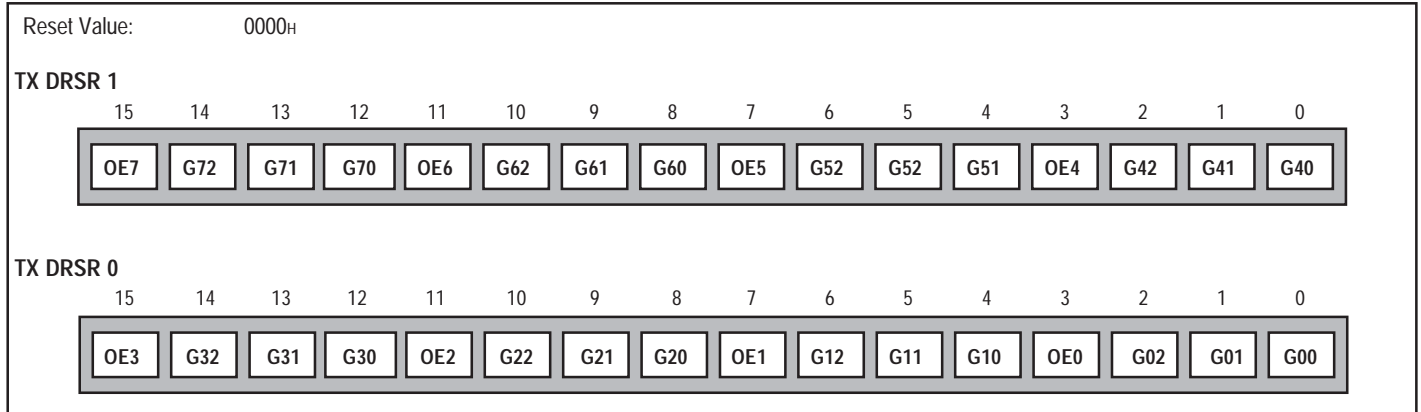 Reset Value: 0000H
TX DRSR 1
15 14 13 12 11 10 9 8 7 6 5 4 3 2 1 0
OE7 G72 G71 G70 OE6 G62 G61 G60 OE5 G52 G52 G51 OE4 G42 G41 G40
TX DRSR 0
15 14 13 12 11 10 9 8 7 6 5 4 3 2 1 0
OE3 G32 G31 G30 OE2 G22 G21 G20 OE1 G12 G11 G10 OE0 G02 G01 G00